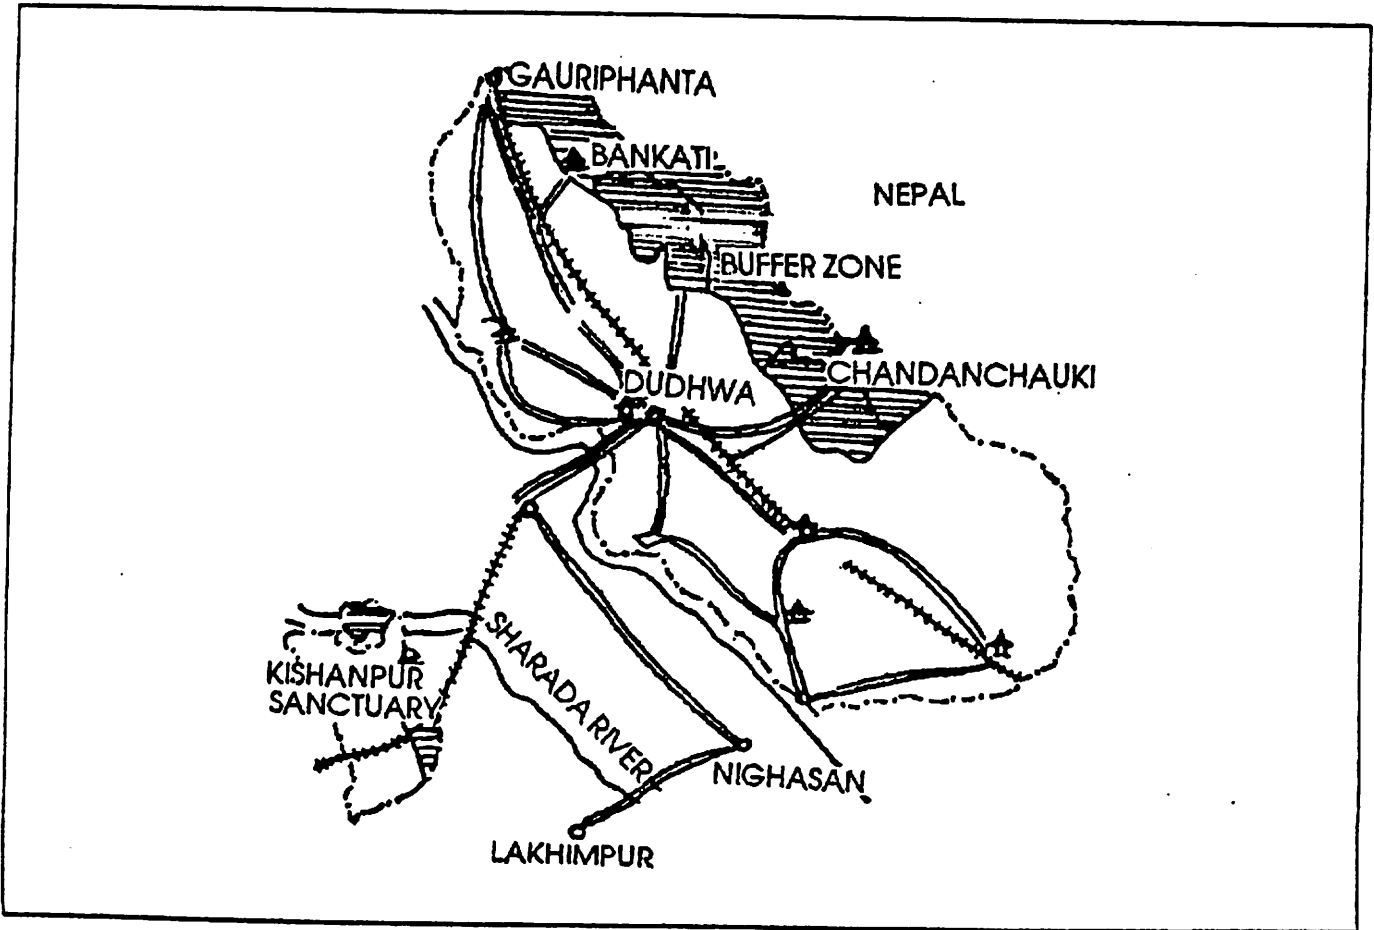 GAURIPHANTA
BANKATI
NEPAL
BUFFER ZONE
DUDHWA
CHANDANCHAUKI
KISHANPUR
SANCTUARY
SHARADA RIVER
NIGHASAN
LAKHIMPUR